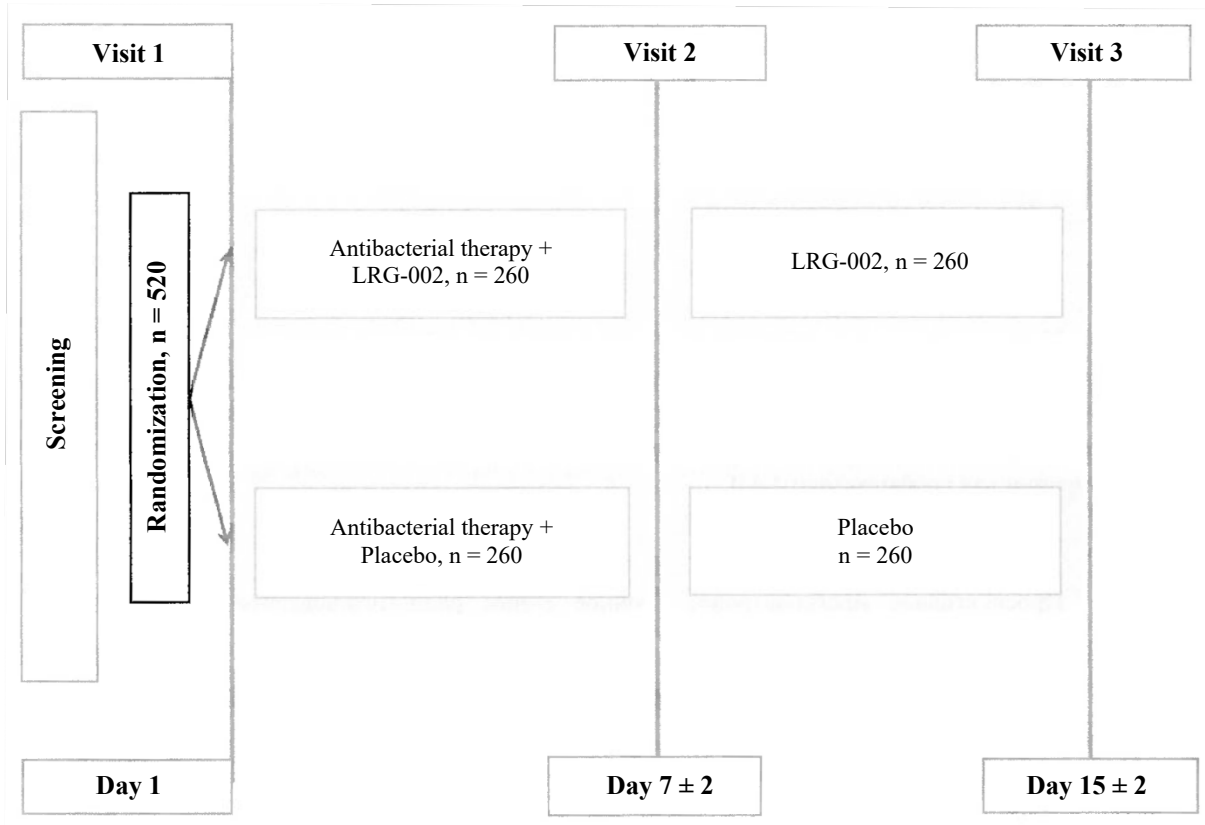 Visit 1
Visit 2
Visit 3
Screening
Randomization, n = 520
Antibacterial therapy +
LRG-002, n = 260
LRG-002, n = 260
Antibacterial therapy +
Placebo, n = 260
Placebo
n = 260
Day 1
Day 7 ± 2
Day 15 ± 2